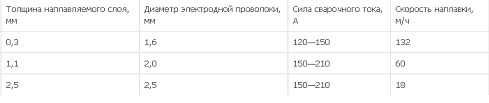 Толщина наплавляемого слоя, Диаметр электродной проволоки, Сила сварочного тока, Скорость наплавки,
мм мм А м/ч
0,3 1,6 120—150 132
1,1 2,0 150—210 60
2,5 2,5 150—210 18